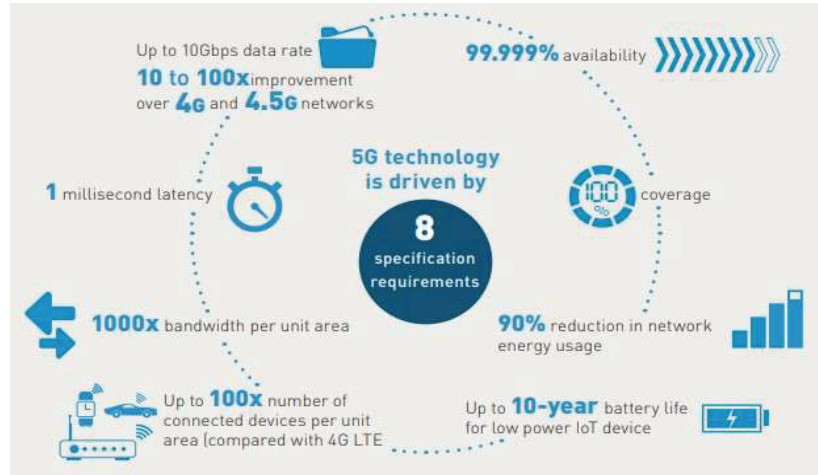 Up to 10Gbps data rate
10 to 100x improvement
over 4G and 4.5G networks
99.999% availability
5G technology
is driven by
8
specification
requirements
1 millisecond latency
100
%
coverage
1000x bandwidth per unit area
90% reduction in network
energy usage
Up to 100x number of
connected devices per unit
area (compared with 4G LTE
Up to 10-year battery life
for low power IoT device